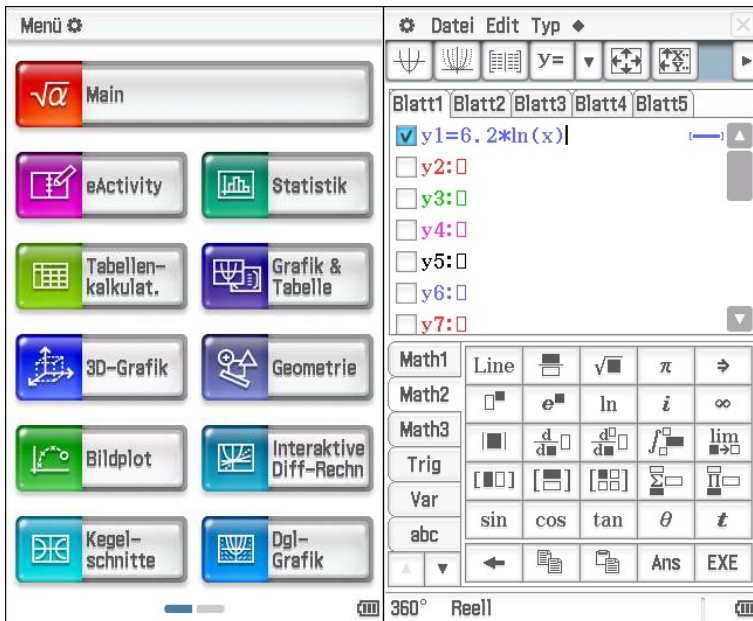 Menü
√α Main
eActivity
Statistik
Tabellen-
kalkulat.
Grafik &
Tabelle
3D-Grafik
Geometrie
Bildplot
Interaktive
Diff-Rechn
Kegel-
schnitte
Dgl-
Grafik
Datei Edit Typ
Y=
Blatt1 Blatt2 Blatt3 Blatt4 Blatt5
y1=6.2*ln(x)
y2:
y3:
y4:
y5:
y6:
y7:
Math1
Math2
Math3
Trig
Var
abc
Line √■ π ⇒
e■ ln i ∞
|■| d/d■ lim
Σ Π
sin cos tan θ t
Ans EXE
360° Reell